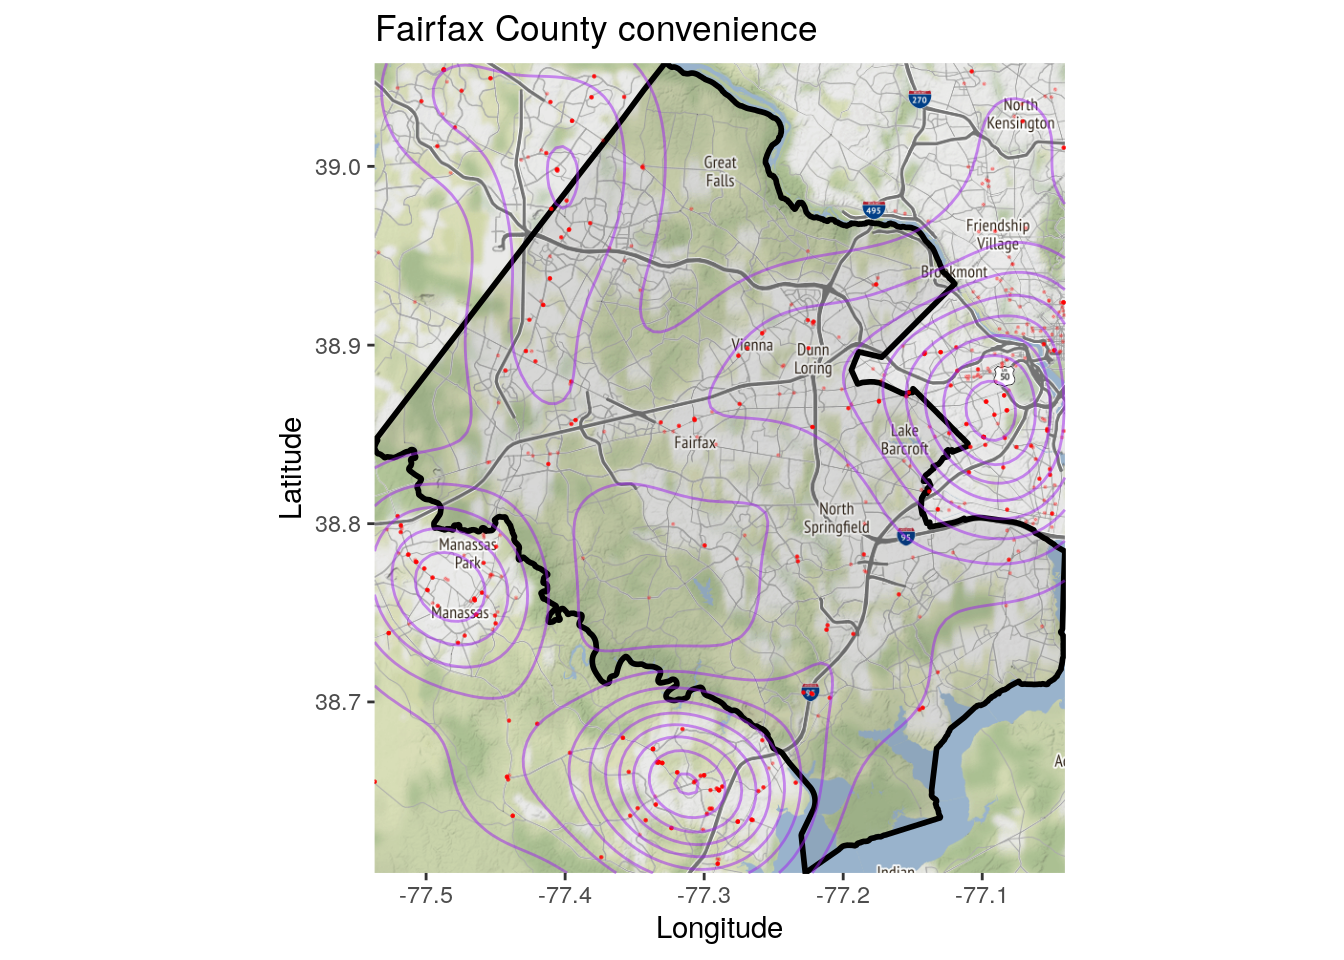 Fairfax County convenience
Latitude
39.0
38.9
38.8
38.7
270
North
Kensington
Great
Falls
495
Friendship
Village
Brookmont
Vienna
Dunn
Loring
50
Fairfax
Lake
Barcroft
North
Springfield
95
Manassas
Park
Manassas
95
Indian
-77.5
-77.4
-77.3
-77.2
-77.1
Longitude